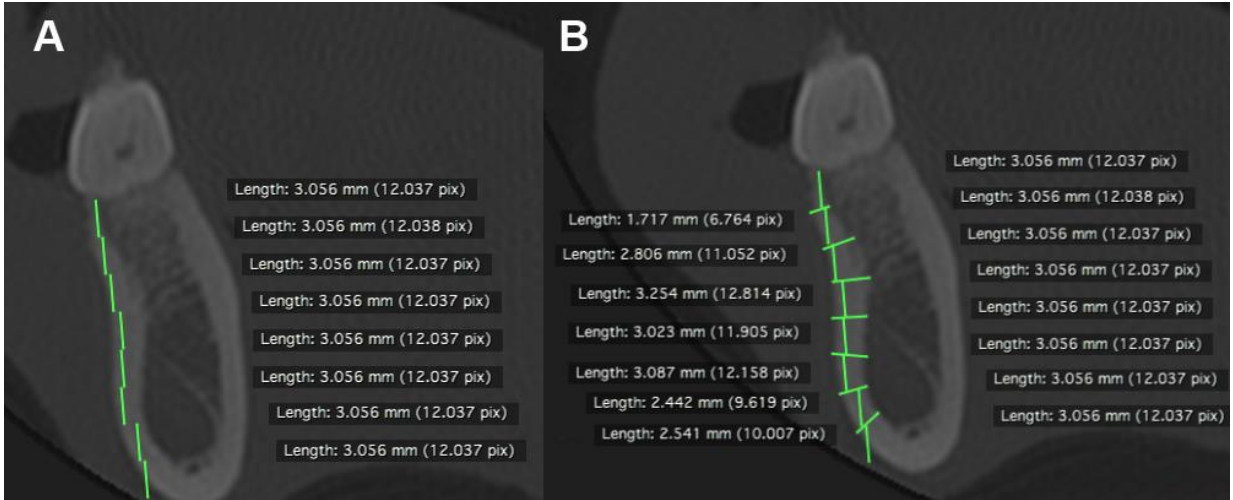 A
Length: 3.056 mm (12.037 pix)
Length: 3.056 mm (12.038 pix)
Length: 3.056 mm (12.037 pix)
Length: 3.056 mm (12.037 pix)
Length: 3.056 mm (12.037 pix)
Length: 3.056 mm (12.037 pix)
Length: 3.056 mm (12.037 pix)
Length: 3.056 mm (12.037 pix)
B
Length: 1.717 mm (6.764 pix)
Length: 2.806 mm (11.052 pix)
Length: 3.254 mm (12.814 pix)
Length: 3.023 mm (11.905 pix)
Length: 3.087 mm (12.158 pix)
Length: 2.442 mm (9.619 pix)
Length: 2.541 mm (10.007 pix)
Length: 3.056 mm (12.037 pix)
Length: 3.056 mm (12.038 pix)
Length: 3.056 mm (12.037 pix)
Length: 3.056 mm (12.037 pix)
Length: 3.056 mm (12.037 pix)
Length: 3.056 mm (12.037 pix)
Length: 3.056 mm (12.037 pix)
Length: 3.056 mm (12.037 pix)